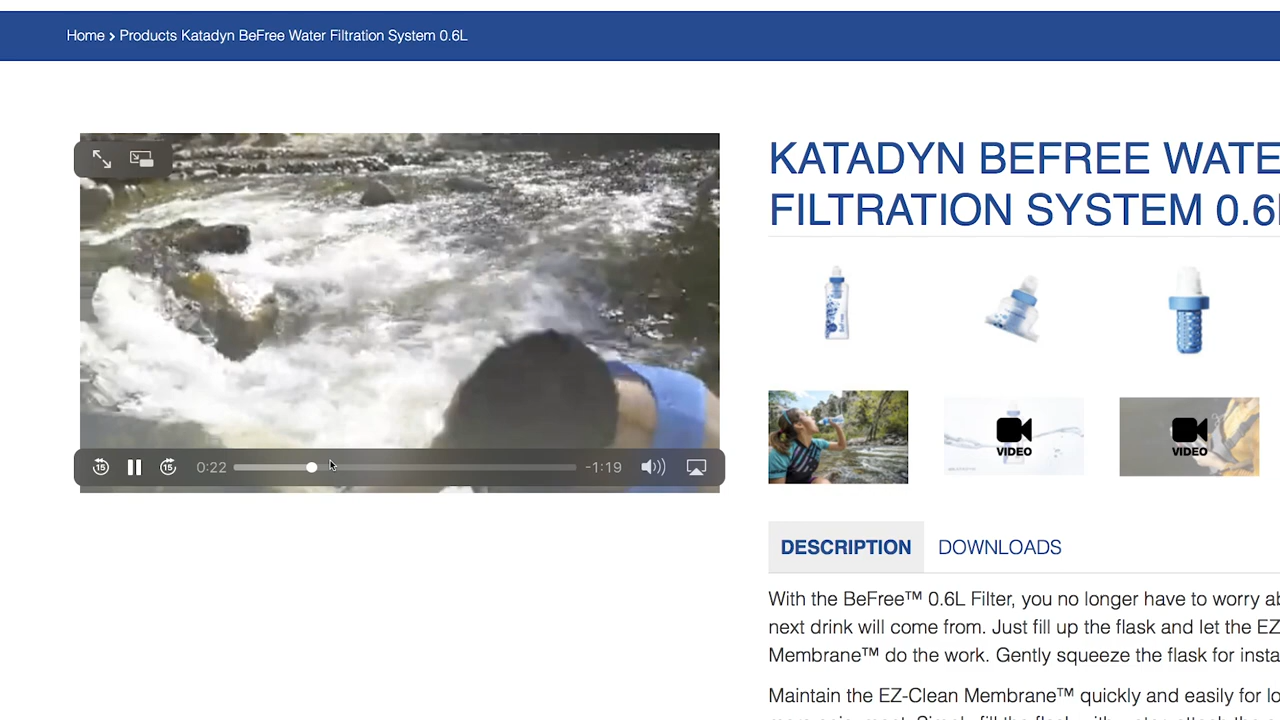 Home > Products Katadyn BeFree Water Filtration System 0.6L
KATADYN BEFREE WATE
FILTRATION SYSTEM 0.6
15
15
0:22
-1:19
VIDEO
VIDEO
DESCRIPTION
DOWNLOADS
With the BeFree™ 0.6L Filter, you no longer have to worry
next drink will come from. Just fill up the flask and let the EZ
Membrane™ do the work. Gently squeeze the flask for insta
Maintain the EZ-Clean Membrane™ quickly and easily for lo